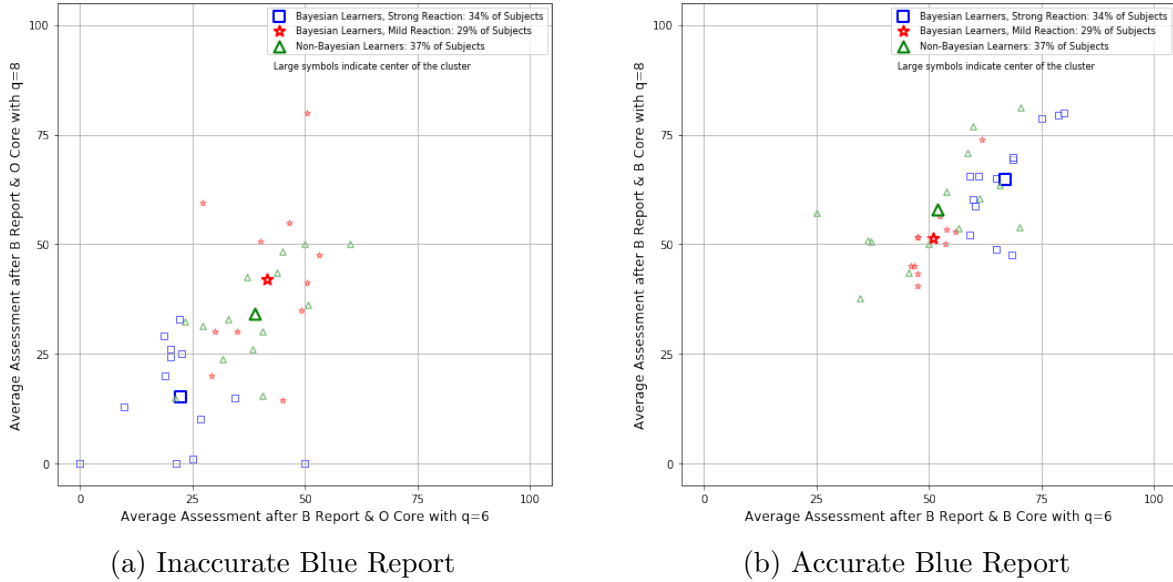 Bayesian Learners, Strong Reaction: 34% of Subjects
Bayesian Learners, Mild Reaction: 29% of Subjects
Non-Bayesian Learners: 37% of Subjects
Large symbols indicate center of the cluster
100
75
50
25
0
0 25 50 75 100
Average Assessment after B Report & O Core with q=8
Average Assessment after B Report & O Core with q=6
(a) Inaccurate Blue Report
Bayesian Learners, Strong Reaction: 34% of Subjects
Bayesian Learners, Mild Reaction: 29% of Subjects
Non-Bayesian Learners: 37% of Subjects
Large symbols indicate center of the cluster
100
75
50
25
0
0 25 50 75 100
Average Assessment after B Report & B Core with q=8
Average Assessment after B Report & B Core with q=6
(b) Accurate Blue Report